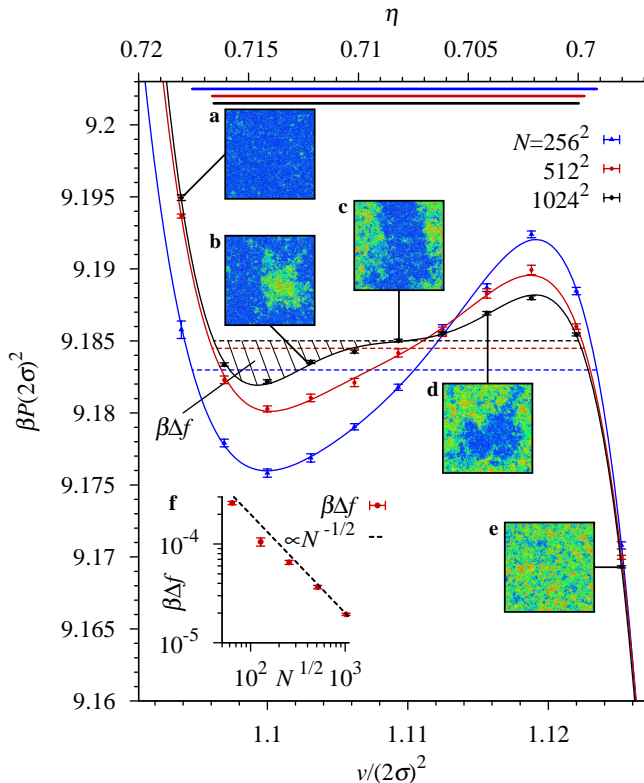 η
0.72 0.715 0.71 0.705 0.7
9.2
9.195
9.19
9.185
9.18
9.175
9.17
9.165
9.16
βP(2σ)²
a
b
c
d
e
N=256²
512²
1024²
βΔf
f
βΔf
∝N^-1/2
10^-4
10^-5
βΔf
10² N^1/2 10³
1.1 1.11 1.12
v/(2σ)²